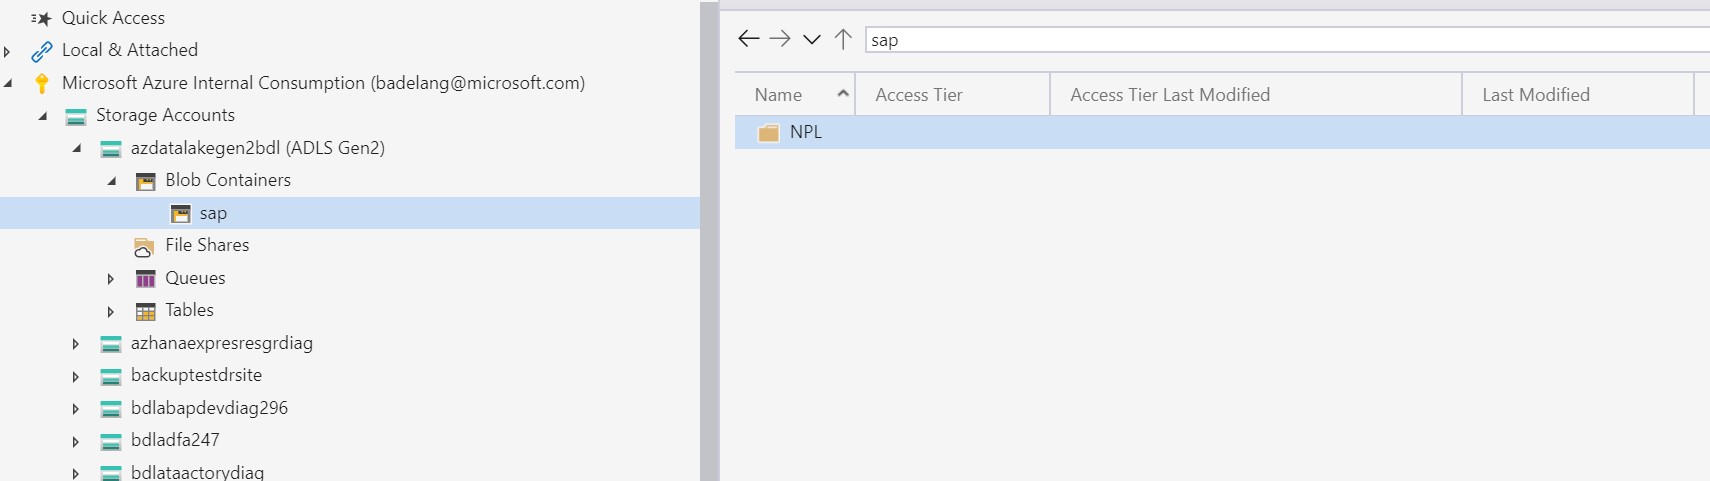 Quick Access
Local & Attached
Microsoft Azure Internal Consumption (badelang@microsoft.com)
Storage Accounts
azdatalakegen2bdl (ADLS Gen2)
Blob Containers
sap
File Shares
Queues
Tables
azhanaexpresresgrdiag
backuptestdrsite
bdlabapdevdiag296
bdladfa247
bdlataactorydiag
sap
Name Access Tier Access Tier Last Modified Last Modified
NPL